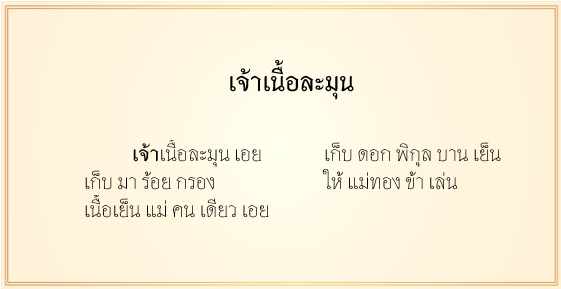 เจ้าเนื้อละมุน
เจ้าเนื้อละมุน เอย เก็บ ดอก พิกุล บาน เย็น
เก็บ มา ร้อย กรอง ให้ แม่ทอง ข้า เล่น
เนื้อเย็น แม่ คน เดียว เอย